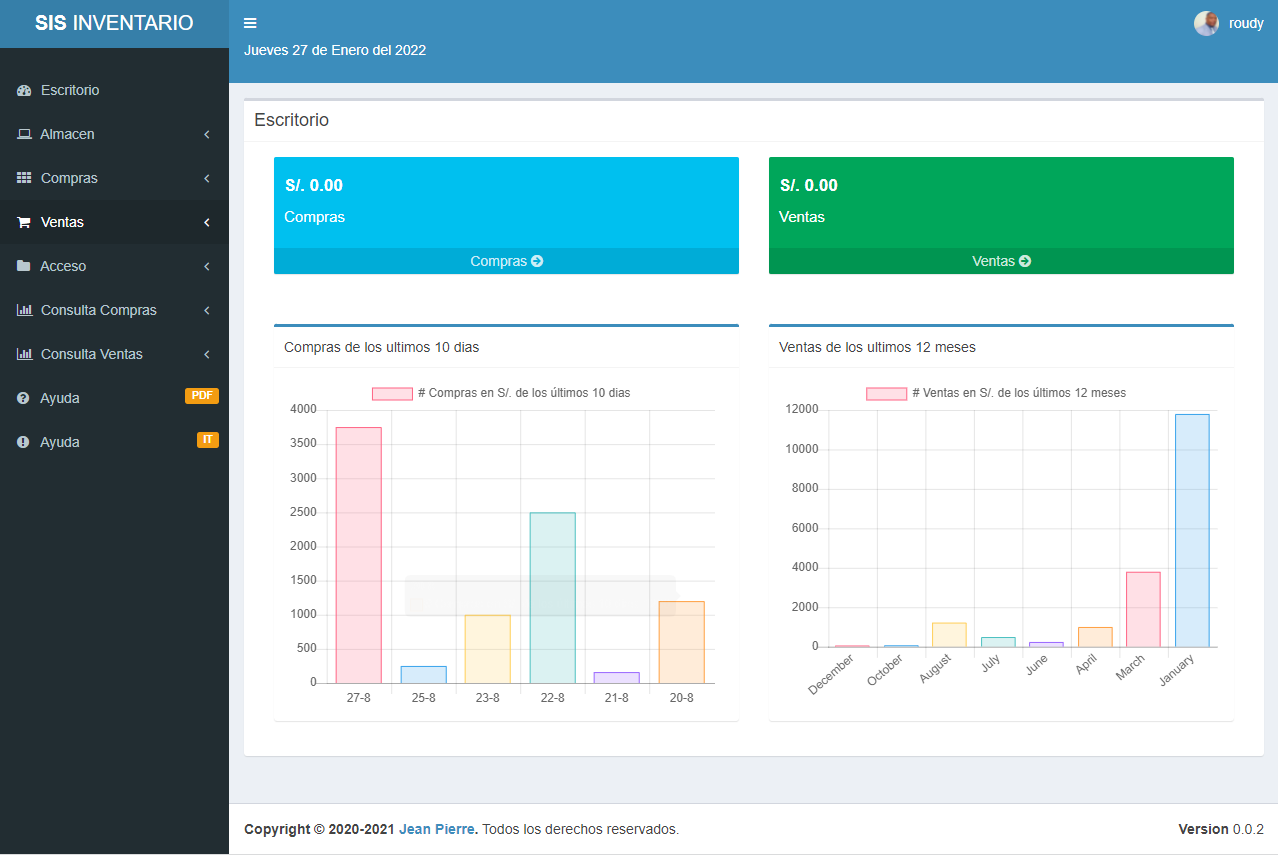 SIS INVENTARIO
roudy
Jueves 27 de Enero del 2022
Escritorio
Almacen
Compras
Ventas
Acceso
Consulta Compras
Consulta Ventas
Ayuda PDF
Ayuda IT
Escritorio
S/. 0.00
Compras
Compras
S/. 0.00
Ventas
Ventas
Compras de los ultimos 10 dias
# Compras en S/. de los últimos 10 dias
4000
3500
3000
2500
2000
1500
1000
500
0
27-8 25-8 23-8 22-8 21-8 20-8
Ventas de los ultimos 12 meses
# Ventas en S/. de los últimos 12 meses
12000
10000
8000
6000
4000
2000
0
December October August July June April March January
Copyright © 2020-2021 Jean Pierre. Todos los derechos reservados.
Version 0.0.2